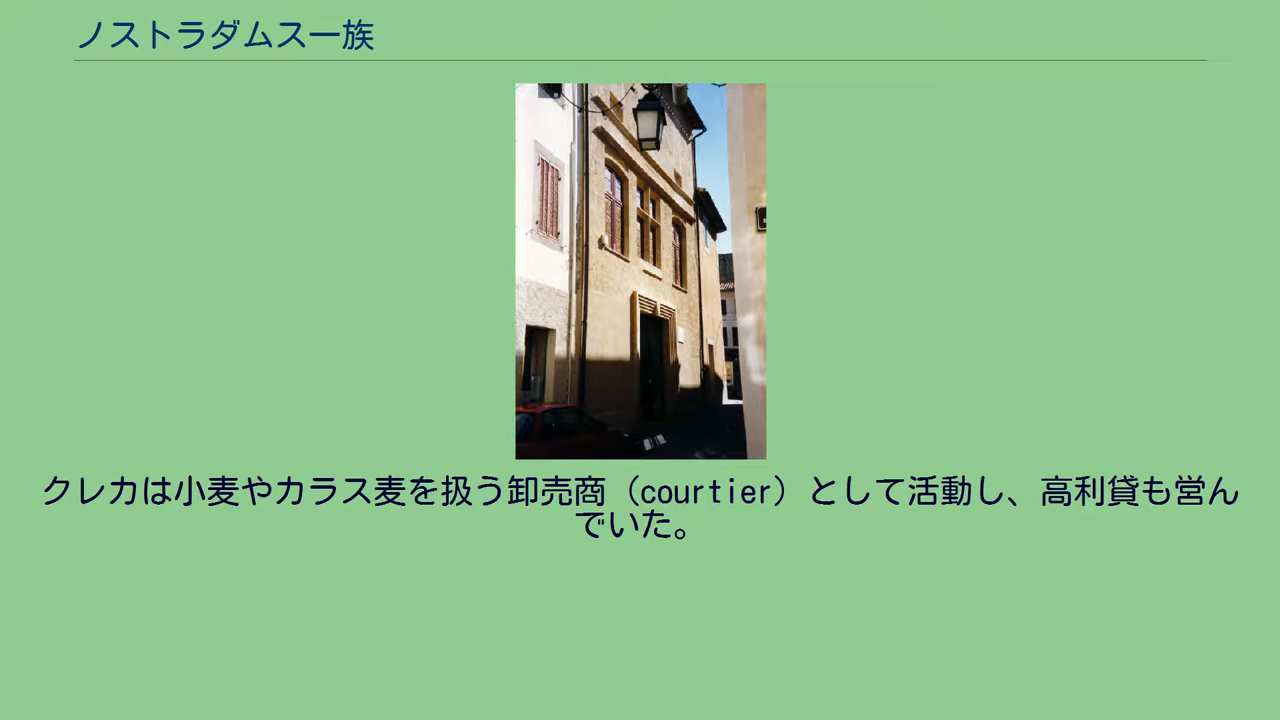 ノストラダムス一族
クレカは小麦やカラス麦を扱う卸売商（courtier）として活動し、高利貸も営ん
でいた。